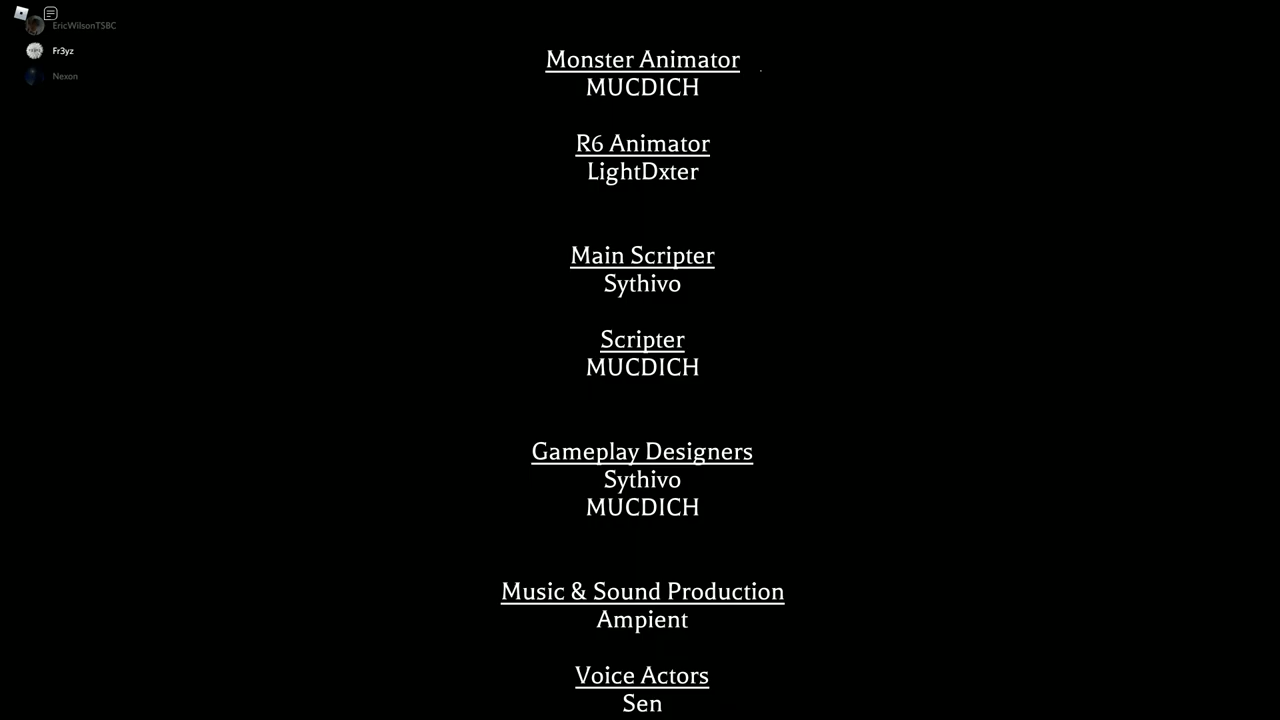 EricWilsonTSBC
Fr3yz
Nexon
Monster Animator
MUCDICH
R6 Animator
LightDxter
Main Scripter
Sythivo
Scripter
MUCDICH
Gameplay Designers
Sythivo
MUCDICH
Music & Sound Production
Ampient
Voice Actors
Sen